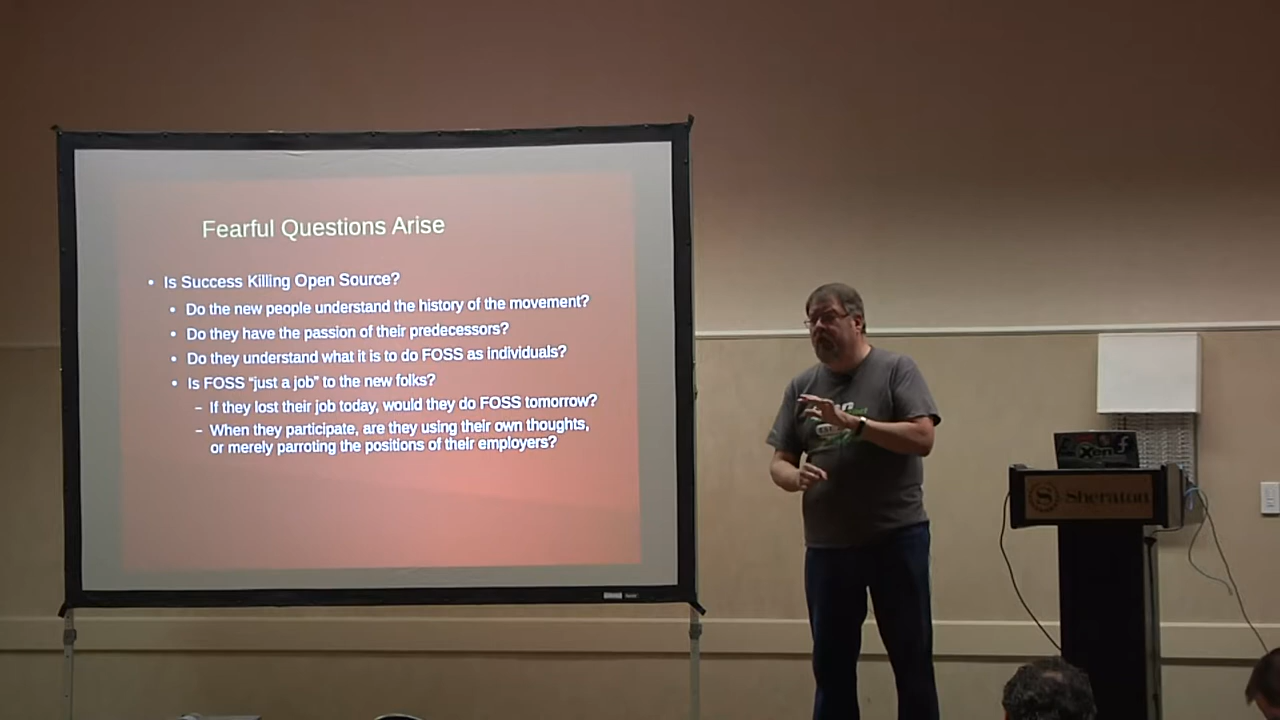 Fearful Questions Arise
• Is Success Killing Open Source?
• Do the new people understand the history of the movement?
• Do they have the passion of their predecessors?
• Do they understand what it is to do FOSS as individuals?
• Is FOSS “just a job” to the new folks?
– If they lost their job today, would they do FOSS tomorrow?
– When they participate, are they using their own thoughts,
or merely parroting the positions of their employers?
Xen
S Sheraton